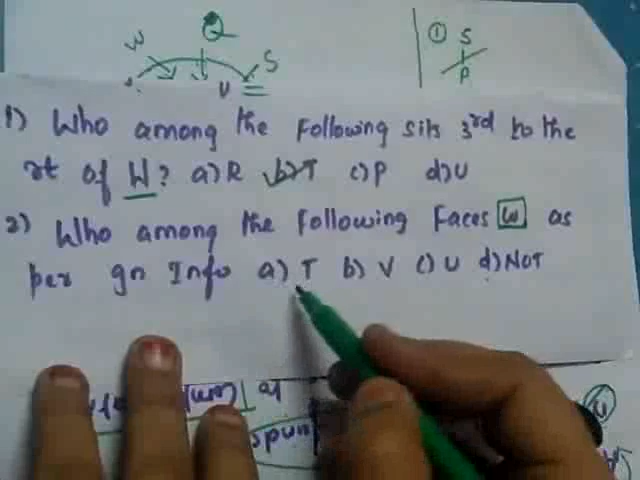 Q
W
S
U
① S
P
1) Who among the following sits 3rd to the
rt of W? a) R b) T c) P d) U
2) Who among the following Faces W as
per gn Info a) T b) V c) U d) NOT